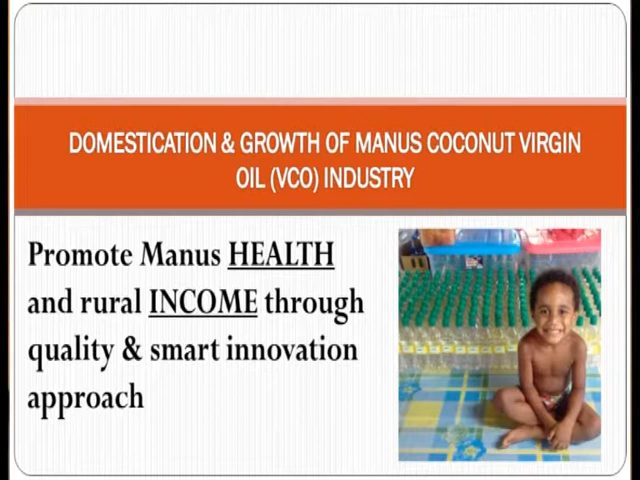 DOMESTICATION & GROWTH OF MANUS COCONUT VIRGIN
OIL (VCO) INDUSTRY
Promote Manus HEALTH
and rural INCOME through
quality & smart innovation
approach